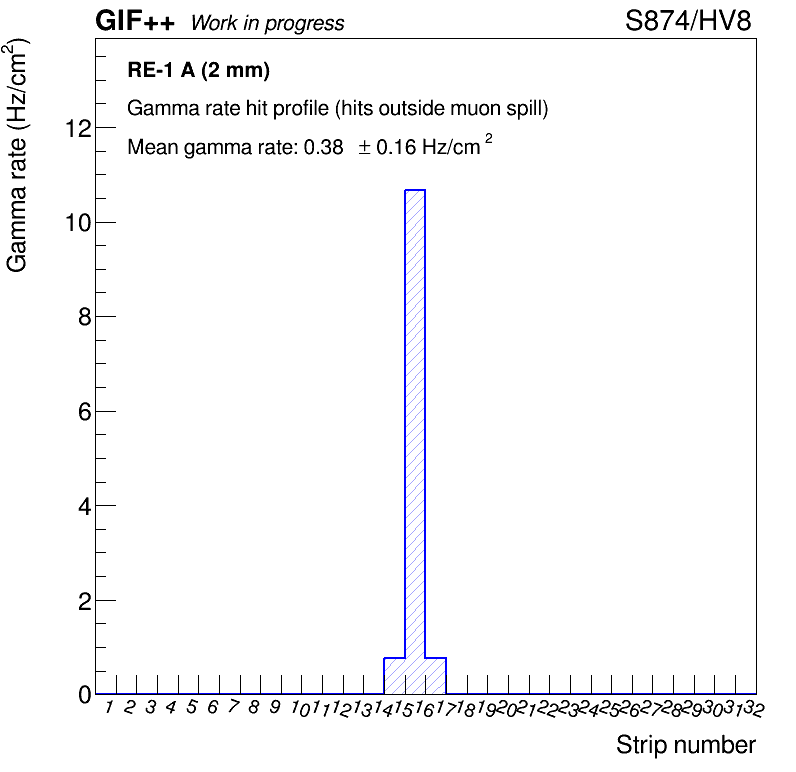 GIF++ Work in progress S874/HV8
Gamma rate (Hz/cm2)
RE-1 A (2 mm)
Gamma rate hit profile (hits outside muon spill)
Mean gamma rate: 0.38 ± 0.16 Hz/cm 2
12
10
8
6
4
2
0
1 2 3 4 5 6 7 8 9 10 11 12 13 14 15 16 17 18 19 20 21 22 23 24 25 26 27 28 29 30 31 32
Strip number